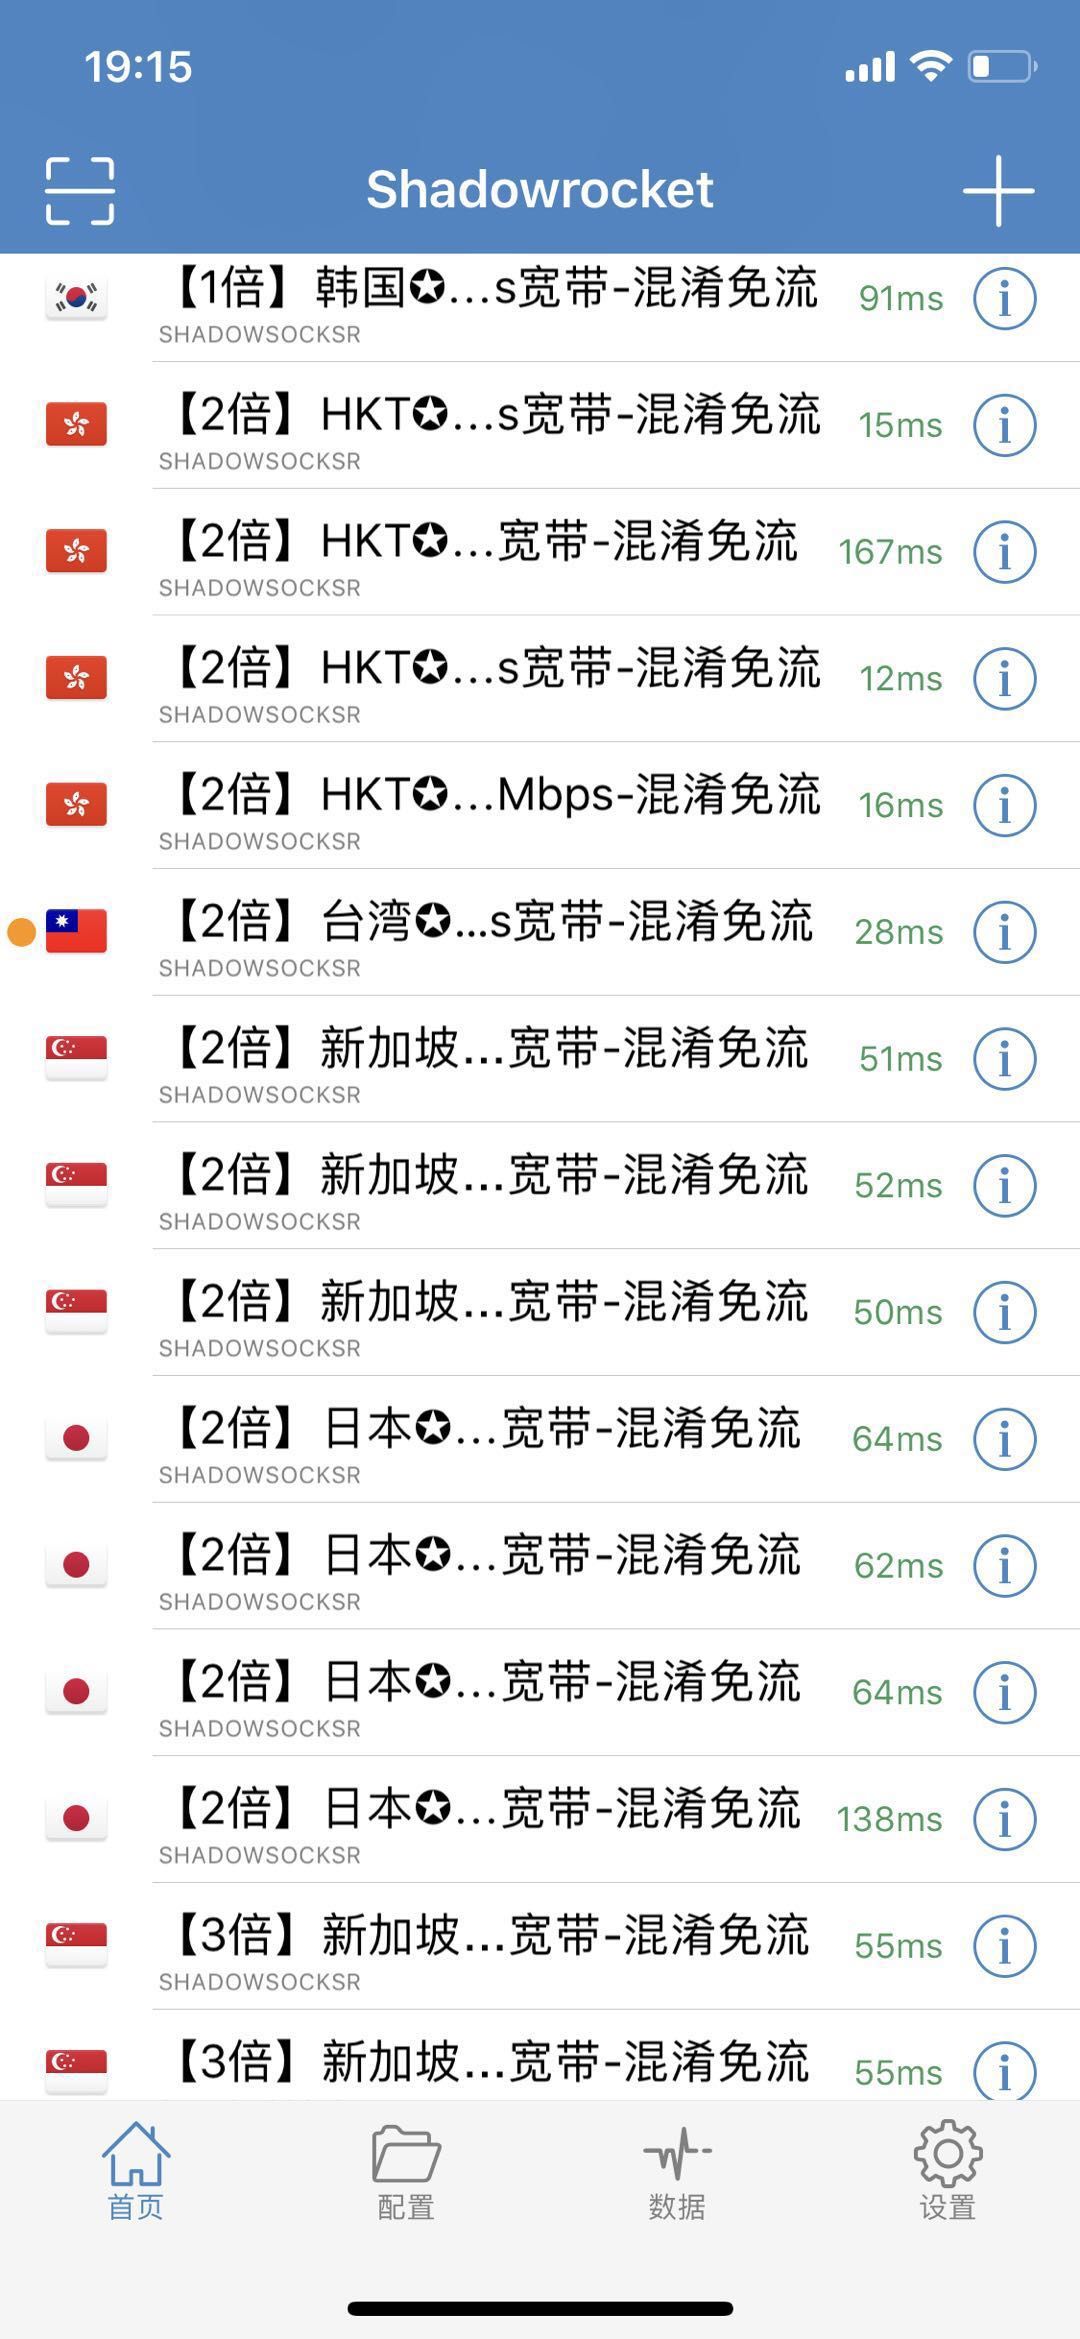 19:15
Shadowrocket
【1倍】韩国✪...s宽带-混淆免流 91ms
SHADOWSOCKSR
【2倍】HKT✪...s宽带-混淆免流 15ms
SHADOWSOCKSR
【2倍】HKT✪...宽带-混淆免流 167ms
SHADOWSOCKSR
【2倍】HKT✪...s宽带-混淆免流 12ms
SHADOWSOCKSR
【2倍】HKT✪...Mbps-混淆免流 16ms
SHADOWSOCKSR
【2倍】台湾✪...s宽带-混淆免流 28ms
SHADOWSOCKSR
【2倍】新加坡...宽带-混淆免流 51ms
SHADOWSOCKSR
【2倍】新加坡...宽带-混淆免流 52ms
SHADOWSOCKSR
【2倍】新加坡...宽带-混淆免流 50ms
SHADOWSOCKSR
【2倍】日本✪...宽带-混淆免流 64ms
SHADOWSOCKSR
【2倍】日本✪...宽带-混淆免流 62ms
SHADOWSOCKSR
【2倍】日本✪...宽带-混淆免流 64ms
SHADOWSOCKSR
【2倍】日本✪...宽带-混淆免流 138ms
SHADOWSOCKSR
【3倍】新加坡...宽带-混淆免流 55ms
SHADOWSOCKSR
【3倍】新加坡...宽带-混淆免流 55ms
首页 配置 数据 设置